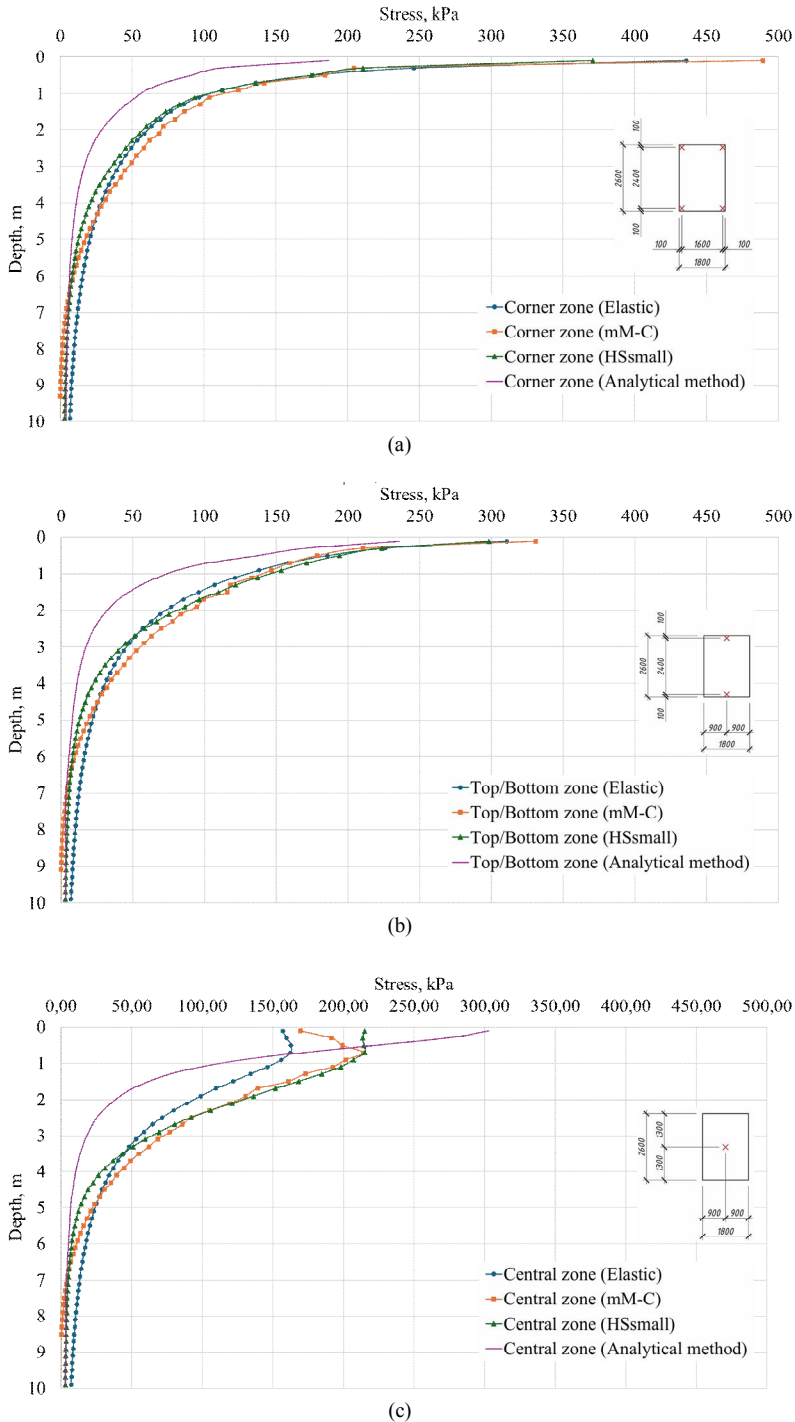 Stress, kPa
0 50 100 150 200 250 300 350 400 450 500
0
1
2
3
4
5
6
7
8
9
10
Depth, m
100
2600
2400
100
100 1600 100
1800
Corner zone (Elastic)
Corner zone (mM-C)
Corner zone (HSsmall)
Corner zone (Analytical method)
(a)
Stress, kPa
0 50 100 150 200 250 300 350 400 450 500
0
1
2
3
4
5
6
7
8
9
10
Depth, m
100
2600
2400
100
900 900
1800
Top/Bottom zone (Elastic)
Top/Bottom zone (mM-C)
Top/Bottom zone (HSsmall)
Top/Bottom zone (Analytical method)
(b)
Stress, kPa
0,00 50,00 100,00 150,00 200,00 250,00 300,00 350,00 400,00 450,00 500,00
0
1
2
3
4
5
6
7
8
9
10
Depth, m
2600
1300
1300
900 900
1800
Central zone (Elastic)
Central zone (mM-C)
Central zone (HSsmall)
Central zone (Analytical method)
(c)